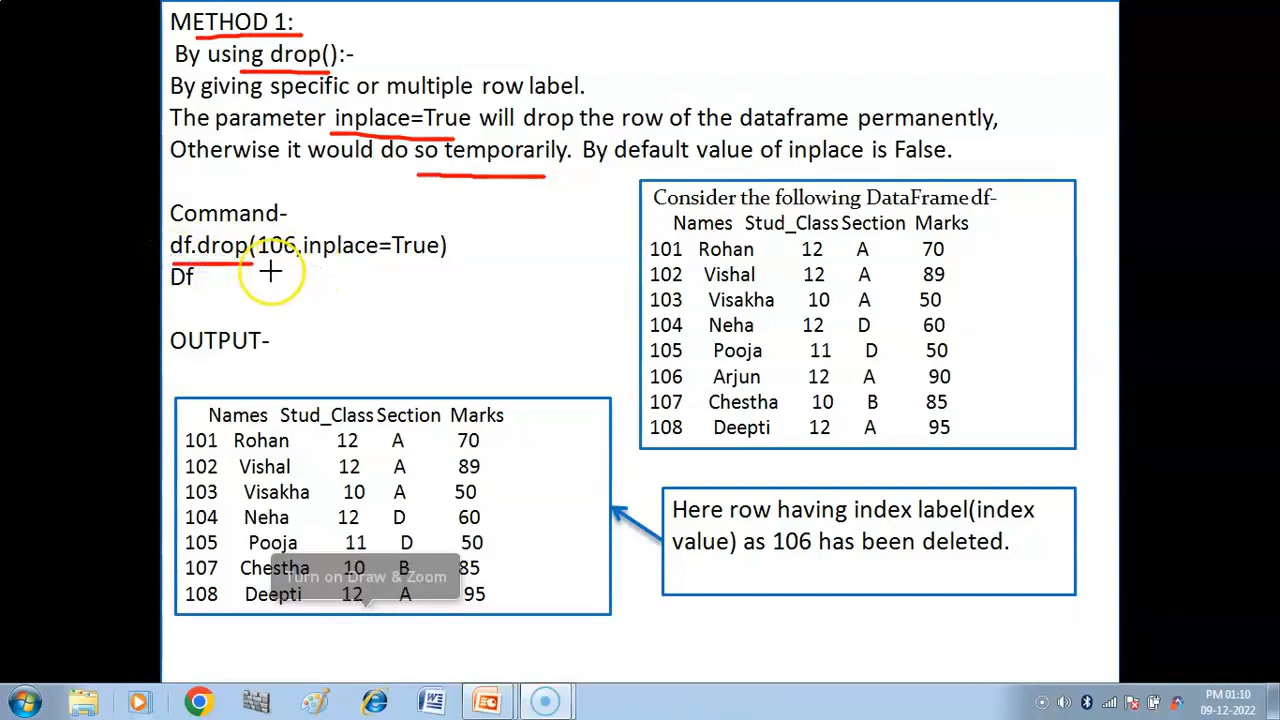 METHOD 1:
By using drop():-
By giving specific or multiple row label.
The parameter inplace=True will drop the row of the dataframe permanently,
Otherwise it would do so temporarily. By default value of inplace is False.
Command-
df.drop(106,inplace=True)
Df
OUTPUT-
Names Stud_Class Section Marks
101 Rohan 12 A 70
102 Vishal 12 A 89
103 Visakha 10 A 50
104 Neha 12 D 60
105 Pooja 11 D 50
107 Chestha 10 B 85
Turn on Draw & Zoom
108 Deepti 12 A 95
Consider the following DataFrame df-
Names Stud_Class Section Marks
101 Rohan 12 A 70
102 Vishal 12 A 89
103 Visakha 10 A 50
104 Neha 12 D 60
105 Pooja 11 D 50
106 Arjun 12 A 90
107 Chestha 10 B 85
108 Deepti 12 A 95
Here row having index label(index
value) as 106 has been deleted.
PM 01:10
09-12-2022